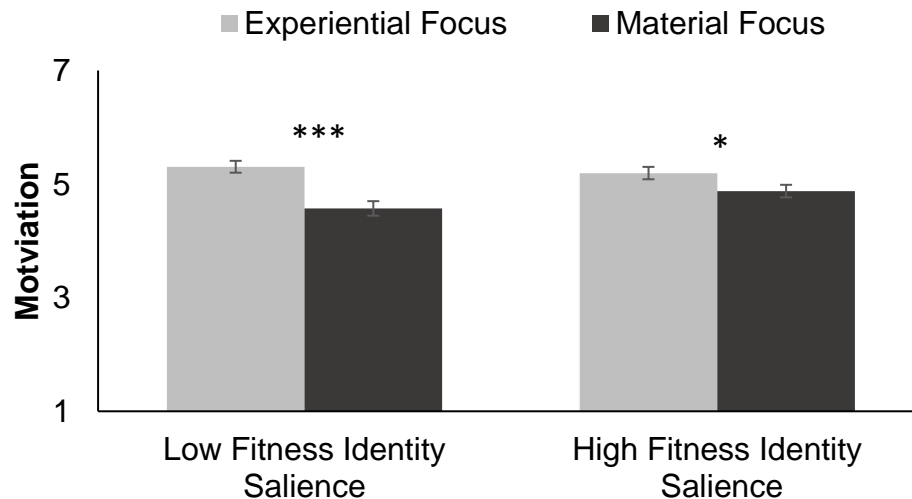 Experiential Focus Material Focus
7
5
3
1
Motviation
***
*
Low Fitness Identity
Salience
High Fitness Identity
Salience